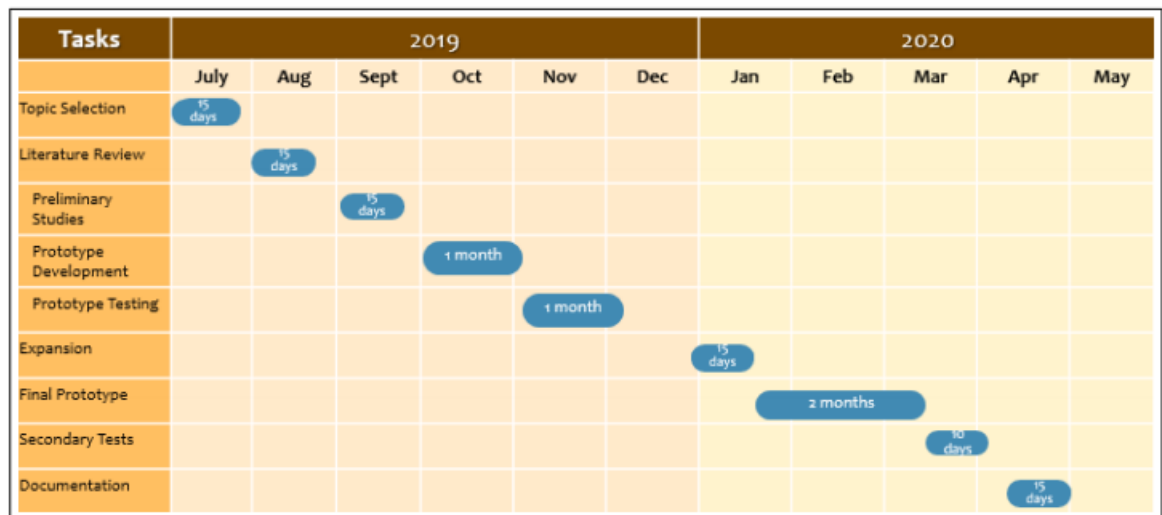 Tasks 2019 2020
July Aug Sept Oct Nov Dec Jan Feb Mar Apr May
Topic Selection
15
days
Literature Review
15
days
Preliminary
Studies
15
days
Prototype
Development
1 month
Prototype Testing
1 month
Expansion
15
days
Final Prototype
2 months
Secondary Tests
10
days
Documentation
15
days